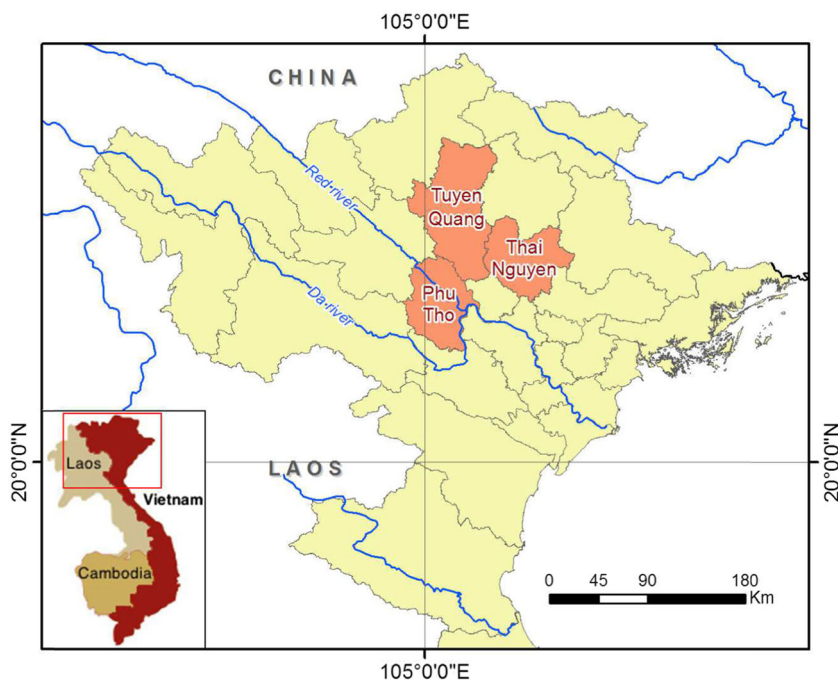 105°0'0"E
CHINA
Red-river
Tuyen
Quang
Thai
Nguyen
Da-river
Phu
Tho
20°0'0"N
20°0'0"N
LAOS
Laos
Vietnam
Cambodia
0 45 90 180
Km
105°0'0"E